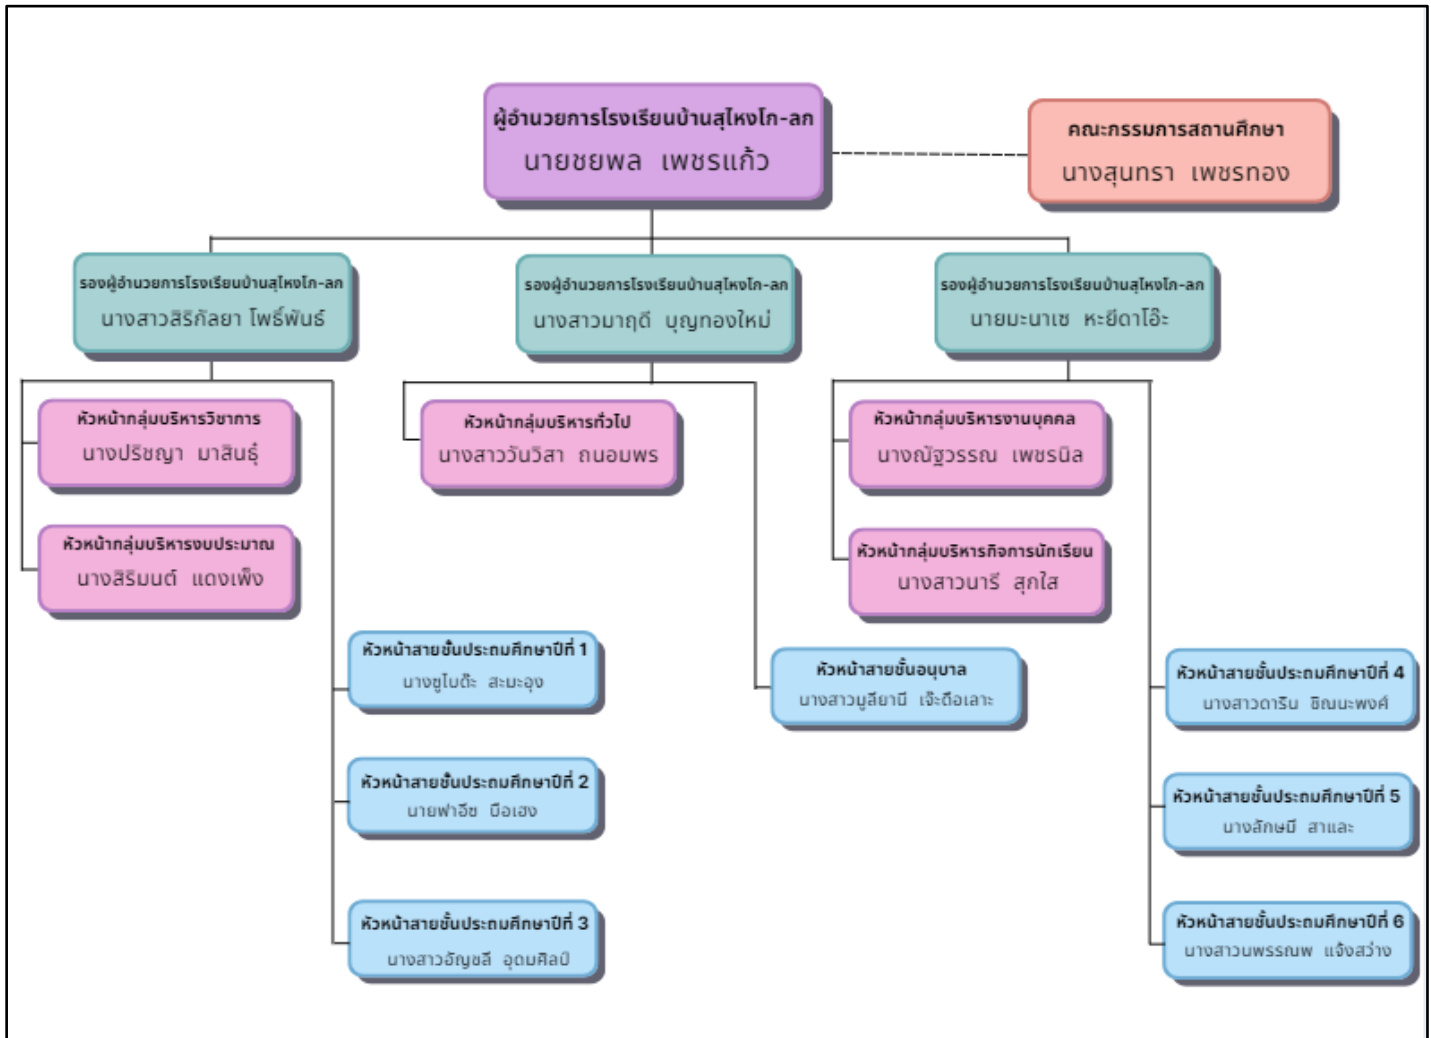 ผู้อำนวยการโรงเรียนบ้านสุไหงโก-ลก
นายชยพล เพชรแก้ว
คณะกรรมการสถานศึกษา
นางสุนทรา เพชรทอง
รองผู้อำนวยการโรงเรียนบ้านสุไหงโก-ลก
นางสาวสิริกัลยา โพธิ์พันธ์
รองผู้อำนวยการโรงเรียนบ้านสุไหงโก-ลก
นางสาวมาฤดี บุญทองใหม่
รองผู้อำนวยการโรงเรียนบ้านสุไหงโก-ลก
นายมะนาเซ หะยีดาโอ๊ะ
หัวหน้ากลุ่มบริหารวิชาการ
นางปริชญา มาสินธุ์
หัวหน้ากลุ่มบริหารงบประมาณ
นางสิริมนต์ แดงเพ็ง
หัวหน้ากลุ่มบริหารทั่วไป
นางสาววันวิสา ถนอมพร
หัวหน้ากลุ่มบริหารงานบุคคล
นางณัฐวรรณ เพชรนิล
หัวหน้ากลุ่มบริหารกิจการนักเรียน
นางสาวนารี สุกใส
หัวหน้าสายชั้นประถมศึกษาปีที่ 1
นางซูไบด๊ะ สะมะอุง
หัวหน้าสายชั้นประถมศึกษาปีที่ 2
นายฟาอีซ มือเฮง
หัวหน้าสายชั้นประถมศึกษาปีที่ 3
นางสาวอัญชลี อุดมศิลป์
หัวหน้าสายชั้นอนุบาล
นางสาวมูลียานี เจ๊ะดือเลาะ
หัวหน้าสายชั้นประถมศึกษาปีที่ 4
นางสาวดาริน ชิณนะพงศ์
หัวหน้าสายชั้นประถมศึกษาปีที่ 5
นางลักษมี สาและ
หัวหน้าสายชั้นประถมศึกษาปีที่ 6
นางสาวนพรรณพ แจ้งสว่าง